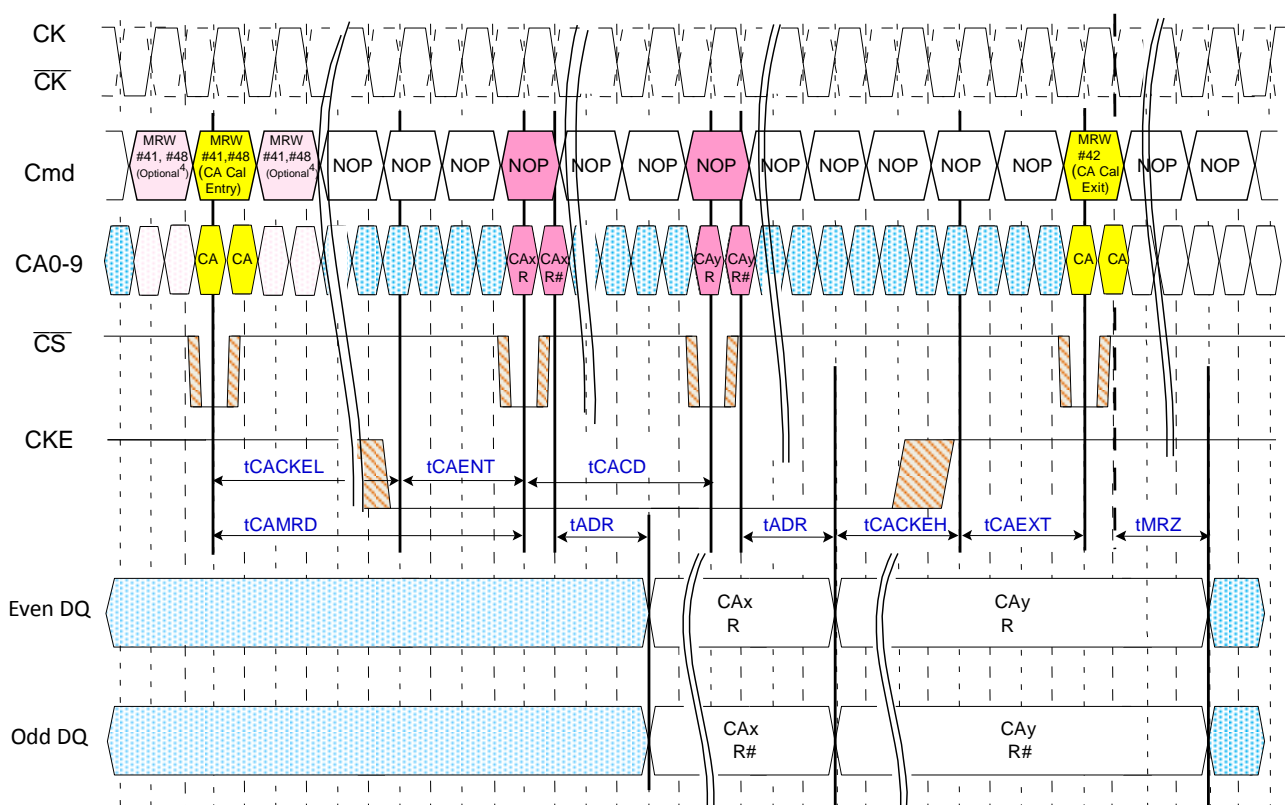 CK
CK
Cmd
MRW
#41, #48
(Optional4)
MRW
#41,#48
(CA Cal
Entry)
MRW
#41,#48
(Optional4)
NOP
NOP
NOP
NOP
NOP
NOP
NOP
NOP
NOP
NOP
NOP
NOP
MRW
#42
(CA Cal
Exit)
NOP
NOP
CA0-9
CA
CA
CAx
R
CAx
R#
CAy
R
CAy
R#
CA
CA
CS
CKE
tCACKEL
tCAENT
tCACD
tCAMRD
tADR
tADR
tCACKEH
tCAEXT
tMRZ
Even DQ
CAx
R
CAy
R
Odd DQ
CAx
R#
CAy
R#